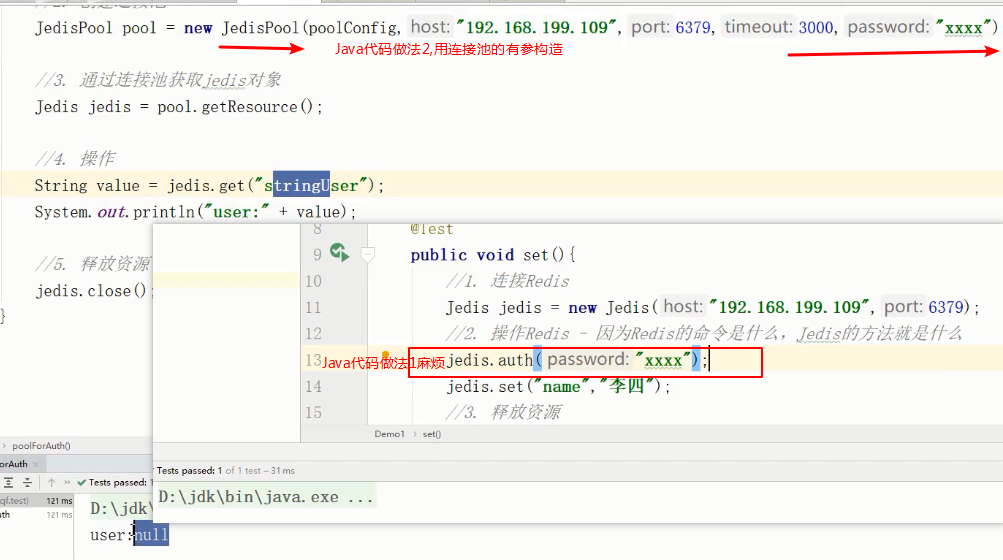 JedisPool pool = new JedisPool(poolConfig, host: "192.168.199.109", port: 6379, timeout: 3000, password: "xxxx")
Java代码做法2,用连接池的有参构造
//3. 通过连接池获取jedis对象
Jedis jedis = pool.getResource();
//4. 操作
String value = jedis.get("stringUser");
System.out.println("user:" + value);
//5. 释放资源
jedis.close();
}
8 @Test
9 public void set(){
10 //1. 连接Redis
11 Jedis jedis = new Jedis( host: "192.168.199.109", port: 6379);
12 //2. 操作Redis - 因为Redis的命令是什么，Jedis的方法就是什么
Java代码做法1麻烦
13 jedis.auth( password: "xxxx");
14 jedis.set("name","李四");
15 //3. 释放资源
Demo1 › set()
› poolForAuth()
orAuth ×
Tests passed: 1 of 1 test – 31 ms
Tests passed:
qf.test) 121 ms
uth 121 ms
D:\jdk\bin\java.exe ...
D:\jdk\
user:null